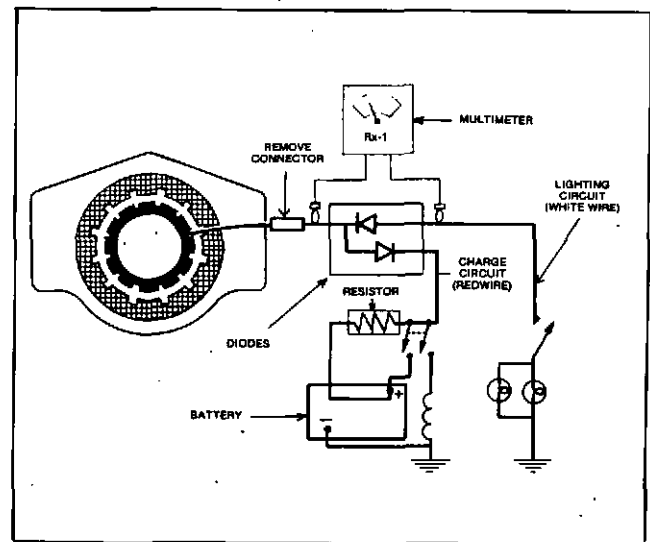 Rx-1
MULTIMETER
REMOVE
CONNECTOR
LIGHTING
CIRCUIT
(WHITE WIRE)
CHARGE
CIRCUIT
(REDWIRE)
RESISTOR
DIODES
BATTERY
+
−